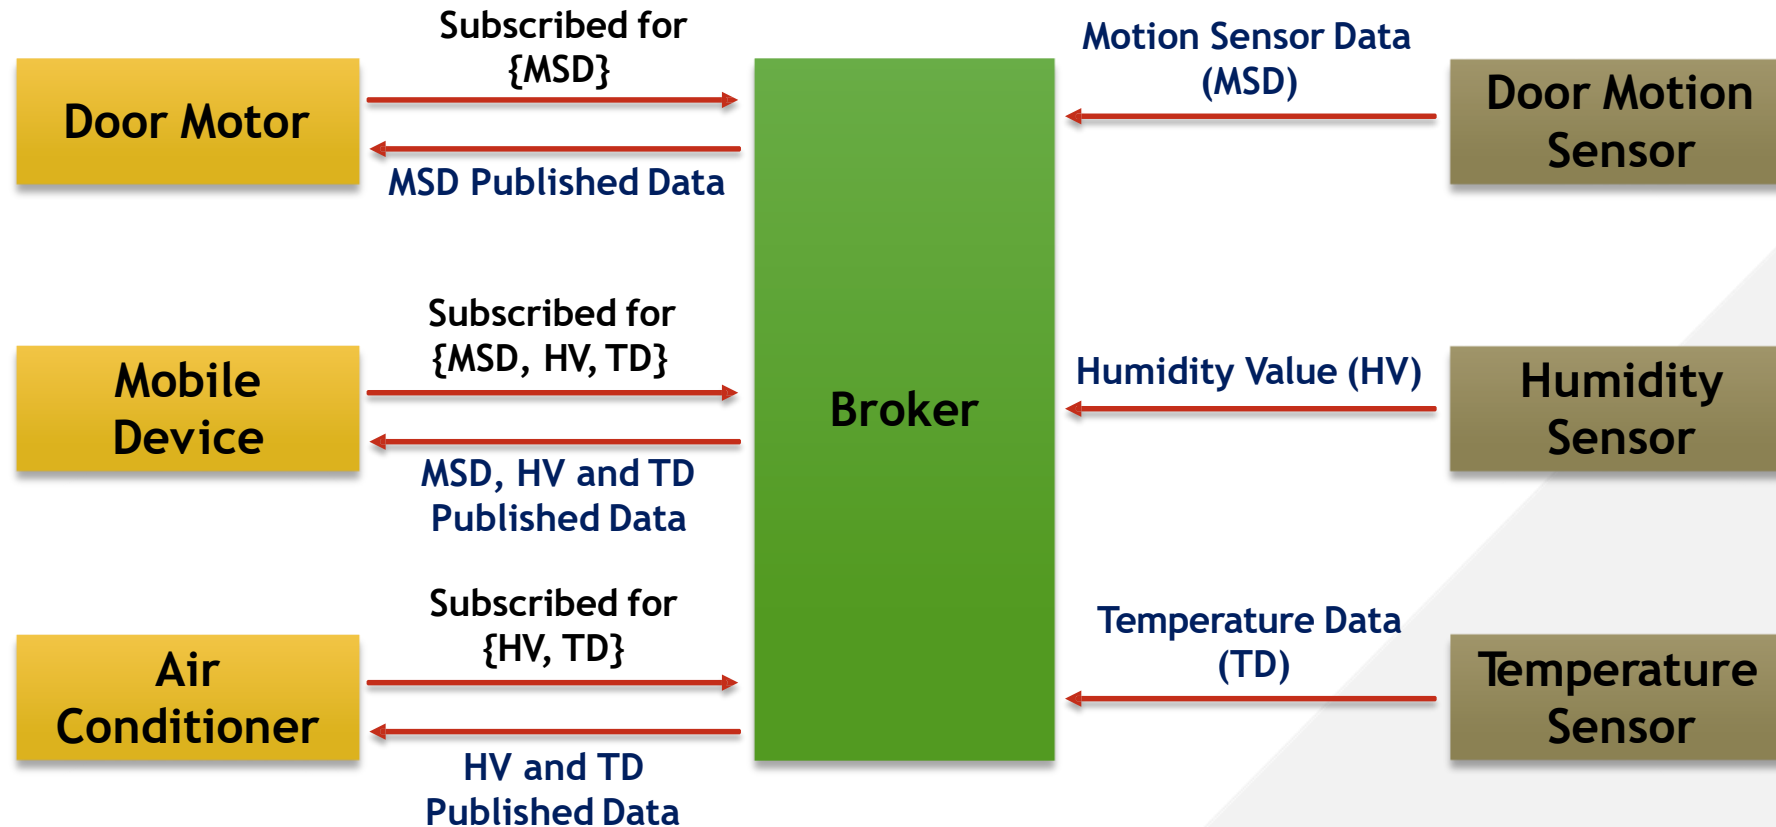 Subscribed for
{MSD}
Door Motor
MSD Published Data
Motion Sensor Data
(MSD)
Door Motion
Sensor
Subscribed for
{MSD, HV, TD}
Mobile
Device
MSD, HV and TD
Published Data
Broker
Humidity Value (HV)
Humidity
Sensor
Subscribed for
{HV, TD}
Air
Conditioner
HV and TD
Published Data
Temperature Data
(TD)
Temperature
Sensor